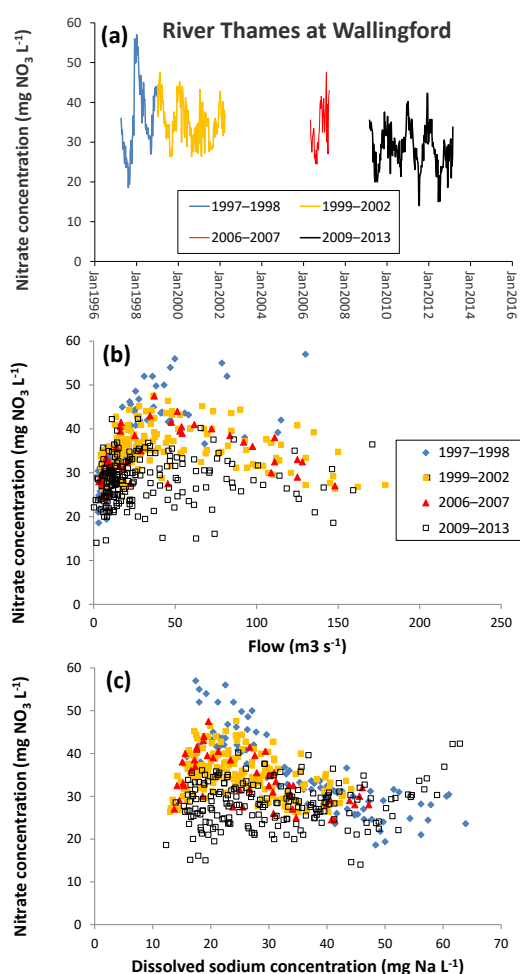 (a)
River Thames at Wallingford
Nitrate concentration (mg NO3 L-1)
60
50
40
30
20
10
0
1997–1998
1999–2002
2006–2007
2009–2013
Jan1996
Jan1998
Jan2000
Jan2002
Jan2004
Jan2006
Jan2008
Jan2010
Jan2012
Jan2014
(b)
Nitrate concentration (mg NO3 L-1)
60
50
40
30
20
10
0
1997–1998
1999–2002
2006–2007
2009–2013
0
50
100
150
200
250
Flow (m3 s-1)
(c)
Nitrate concentration (mg NO3 L-1)
60
50
40
30
20
10
0
0
10
20
30
40
50
60
70
Dissolved sodium concentration (mg Na L-1)